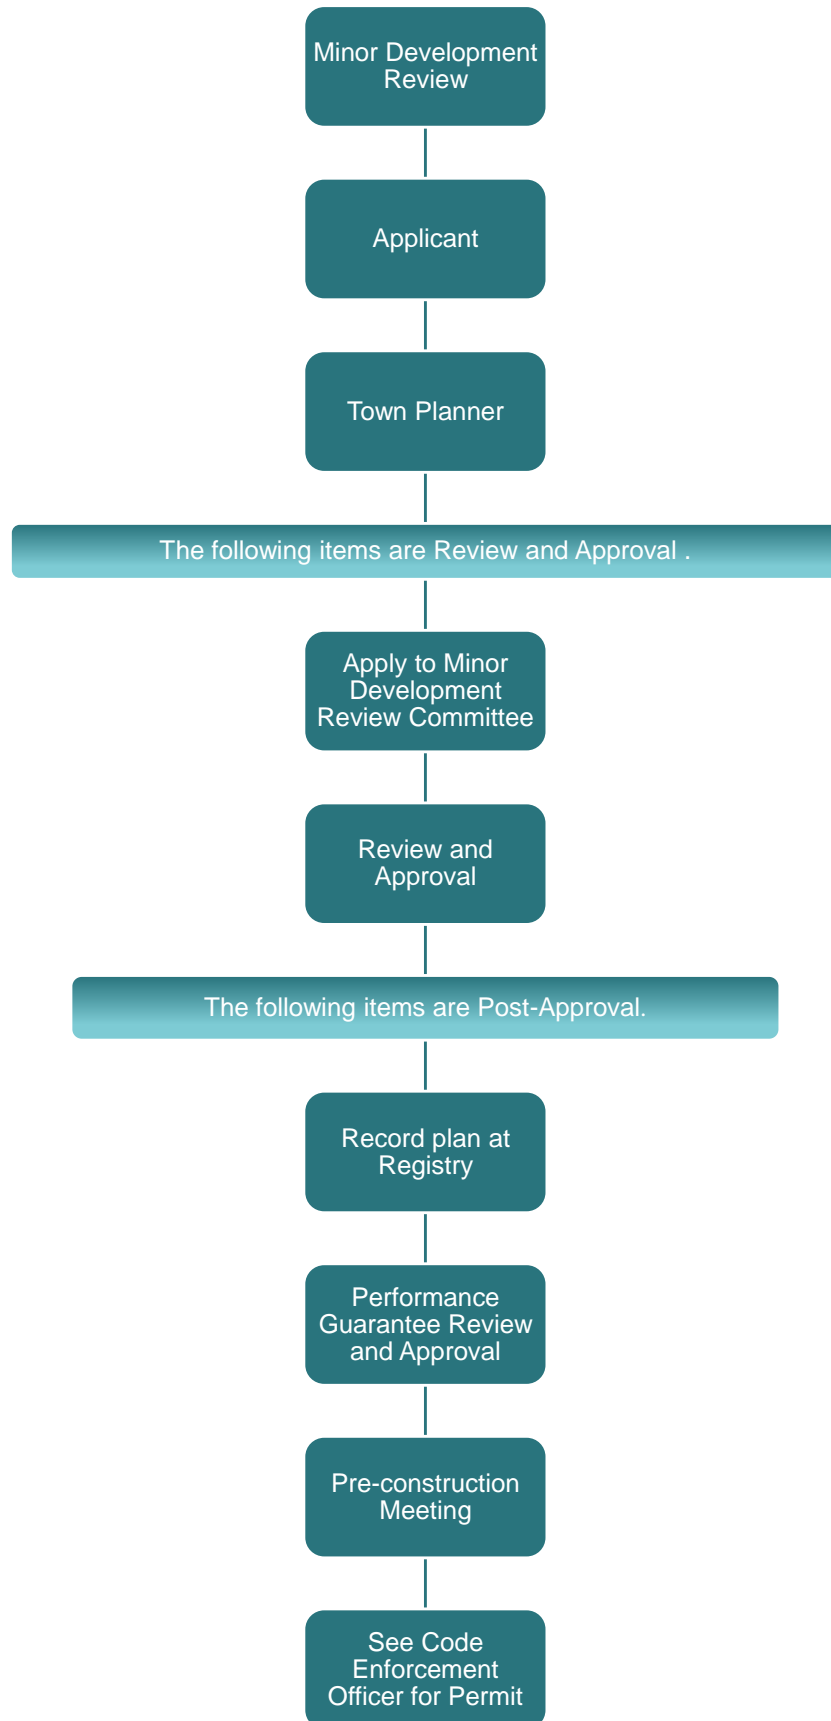 Minor Development
Review
Applicant
Town Planner
The following items are Review and Approval .
Apply to Minor
Development
Review Committee
Review and
Approval
The following items are Post-Approval.
Record plan at
Registry
Performance
Guarantee Review
and Approval
Pre-construction
Meeting
See Code
Enforcement
Officer for Permit